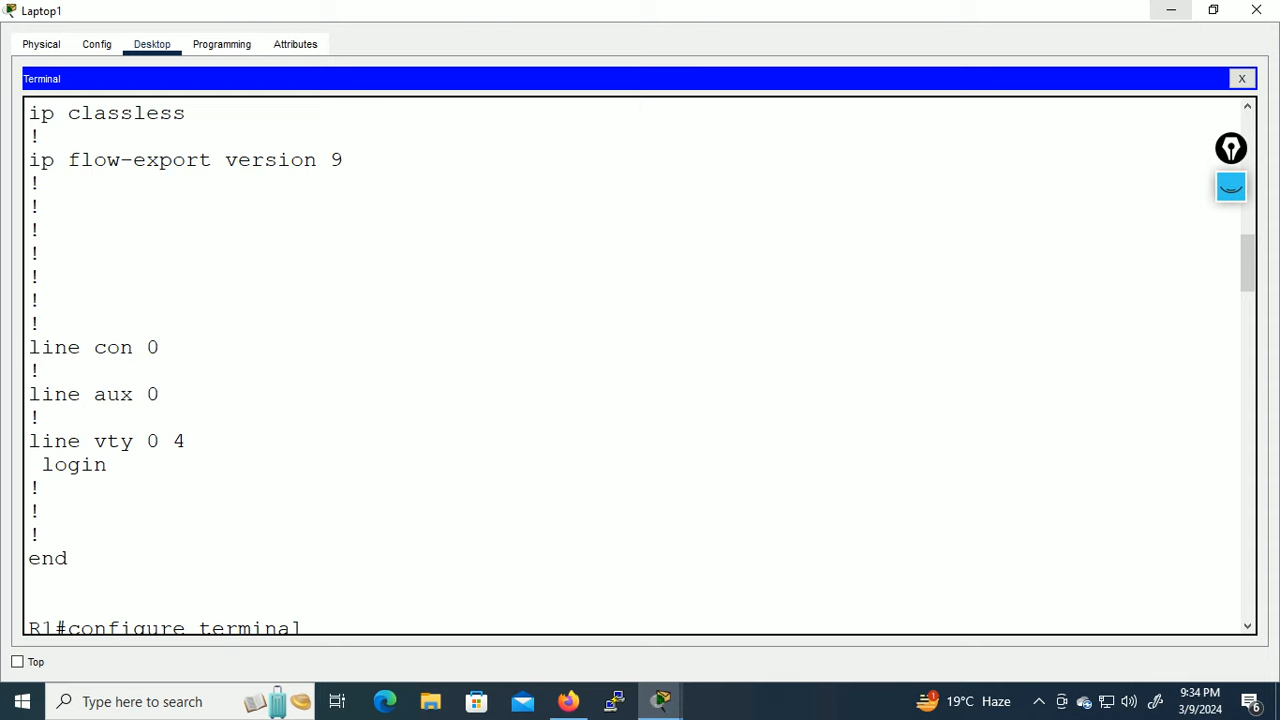 Laptop1
Physical Config Desktop Programming Attributes
Terminal
X
ip classless
!
ip flow-export version 9
!
!
!
!
!
!
!
line con 0
!
line aux 0
!
line vty 0 4
login
!
!
!
end
R1#configure terminal
Top
Type here to search
19°C Haze
1
9:34 PM
3/9/2024
6